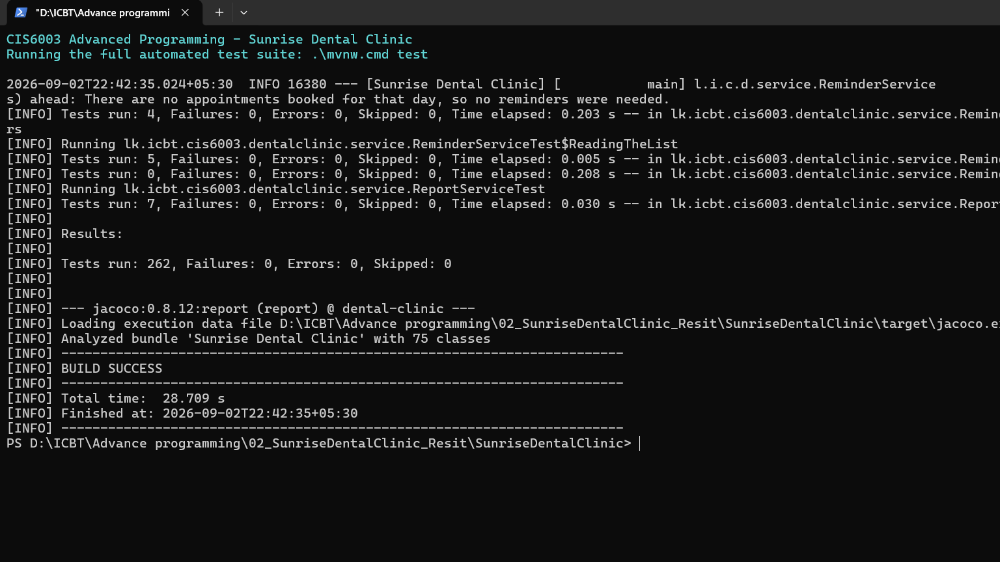 "D:\ICBT\Advance programmi
CIS6003 Advanced Programming - Sunrise Dental Clinic
Running the full automated test suite: .\mvnw.cmd test
2026-09-02T22:42:35.024+05:30  INFO 16380 --- [Sunrise Dental Clinic] [           main] l.i.c.d.service.ReminderService
s) ahead: There are no appointments booked for that day, so no reminders were needed.
[INFO] Tests run: 4, Failures: 0, Errors: 0, Skipped: 0, Time elapsed: 0.203 s -- in lk.icbt.cis6003.dentalclinic.service.Remin
rs
[INFO] Running lk.icbt.cis6003.dentalclinic.service.ReminderServiceTest$ReadingTheList
[INFO] Tests run: 5, Failures: 0, Errors: 0, Skipped: 0, Time elapsed: 0.005 s -- in lk.icbt.cis6003.dentalclinic.service.Remin
[INFO] Tests run: 0, Failures: 0, Errors: 0, Skipped: 0, Time elapsed: 0.208 s -- in lk.icbt.cis6003.dentalclinic.service.Remin
[INFO] Running lk.icbt.cis6003.dentalclinic.service.ReportServiceTest
[INFO] Tests run: 7, Failures: 0, Errors: 0, Skipped: 0, Time elapsed: 0.030 s -- in lk.icbt.cis6003.dentalclinic.service.Repor
[INFO]
[INFO] Results:
[INFO]
[INFO] Tests run: 262, Failures: 0, Errors: 0, Skipped: 0
[INFO]
[INFO]
[INFO] --- jacoco:0.8.12:report (report) @ dental-clinic ---
[INFO] Loading execution data file D:\ICBT\Advance programming\02_SunriseDentalClinic_Resit\SunriseDentalClinic\target\jacoco.e
[INFO] Analyzed bundle 'Sunrise Dental Clinic' with 75 classes
[INFO] ------------------------------------------------------------------------
[INFO] BUILD SUCCESS
[INFO] ------------------------------------------------------------------------
[INFO] Total time:  28.709 s
[INFO] Finished at: 2026-09-02T22:42:35+05:30
[INFO] ------------------------------------------------------------------------
PS D:\ICBT\Advance programming\02_SunriseDentalClinic_Resit\SunriseDentalClinic>